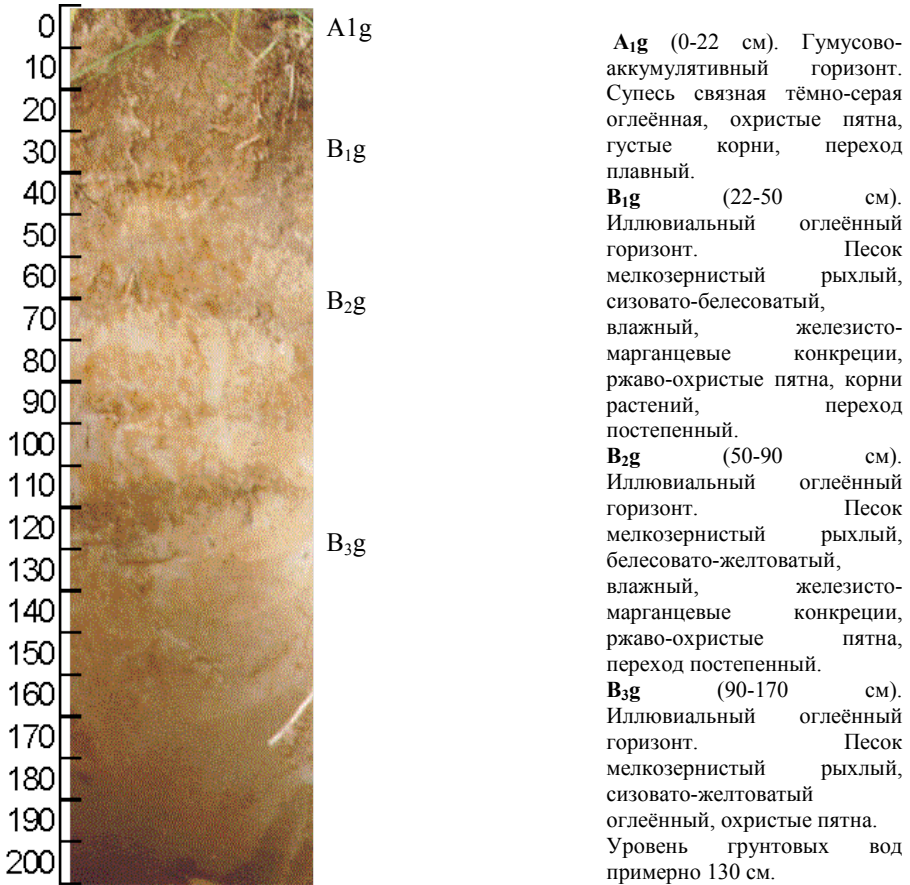 0
10
20
30
40
50
60
70
80
90
100
110
120
130
140
150
160
170
180
190
200
A1g
B₁g
B₂g
B₃g
A₁g (0-22 см). Гумусово-
аккумулятивный горизонт.
Супесь связная тёмно-серая
оглеённая, охристые пятна,
густые корни, переход
плавный.
B₁g (22-50 см).
Иллювиальный оглеённый
горизонт. Песок
мелкозернистый рыхлый,
сизовато-белесоватый,
влажный, железисто-
марганцевые конкреции,
ржаво-охристые пятна, корни
растений, переход
постепенный.
B₂g (50-90 см).
Иллювиальный оглеённый
горизонт. Песок
мелкозернистый рыхлый,
белесовато-желтоватый,
влажный, железисто-
марганцевые конкреции,
ржаво-охристые пятна,
переход постепенный.
B₃g (90-170 см).
Иллювиальный оглеённый
горизонт. Песок
мелкозернистый рыхлый,
сизовато-желтоватый
оглеённый, охристые пятна.
Уровень грунтовых вод
примерно 130 см.